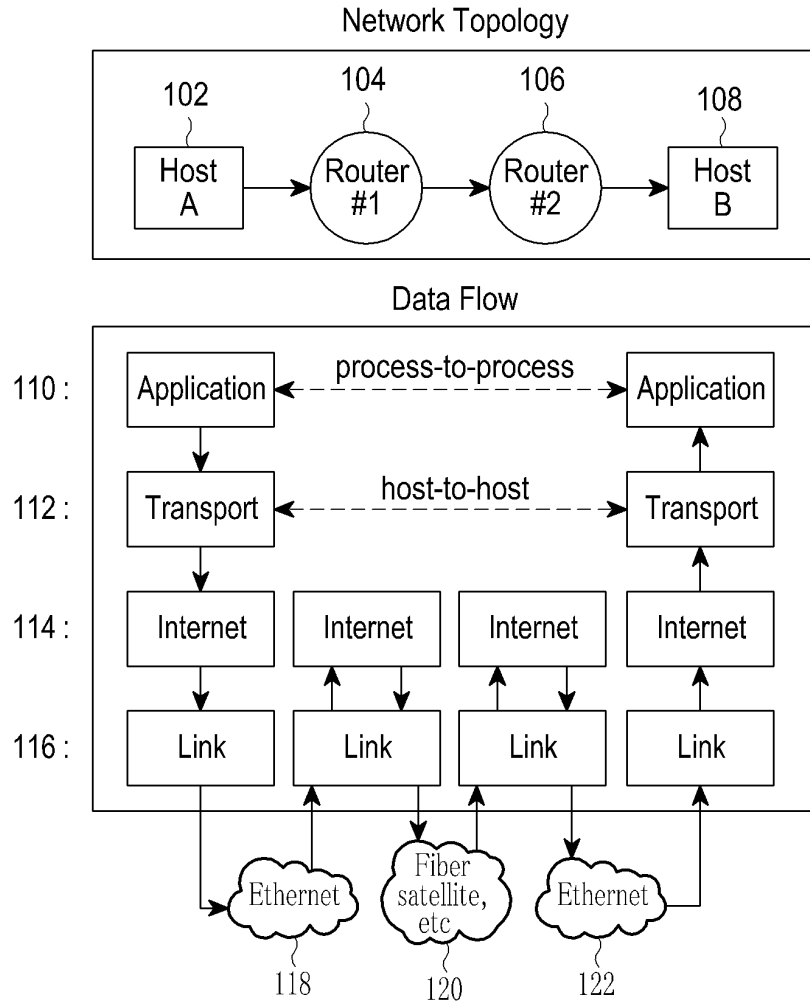 Network Topology
102
104
106
108
Host
A
Router
#1
Router
#2
Host
B
Data Flow
110 :
Application
process-to-process
Application
112 :
Transport
host-to-host
Transport
114 :
Internet
Internet
Internet
Internet
116 :
Link
Link
Link
Link
Ethernet
Fiber
satellite,
etc
Ethernet
118
120
122